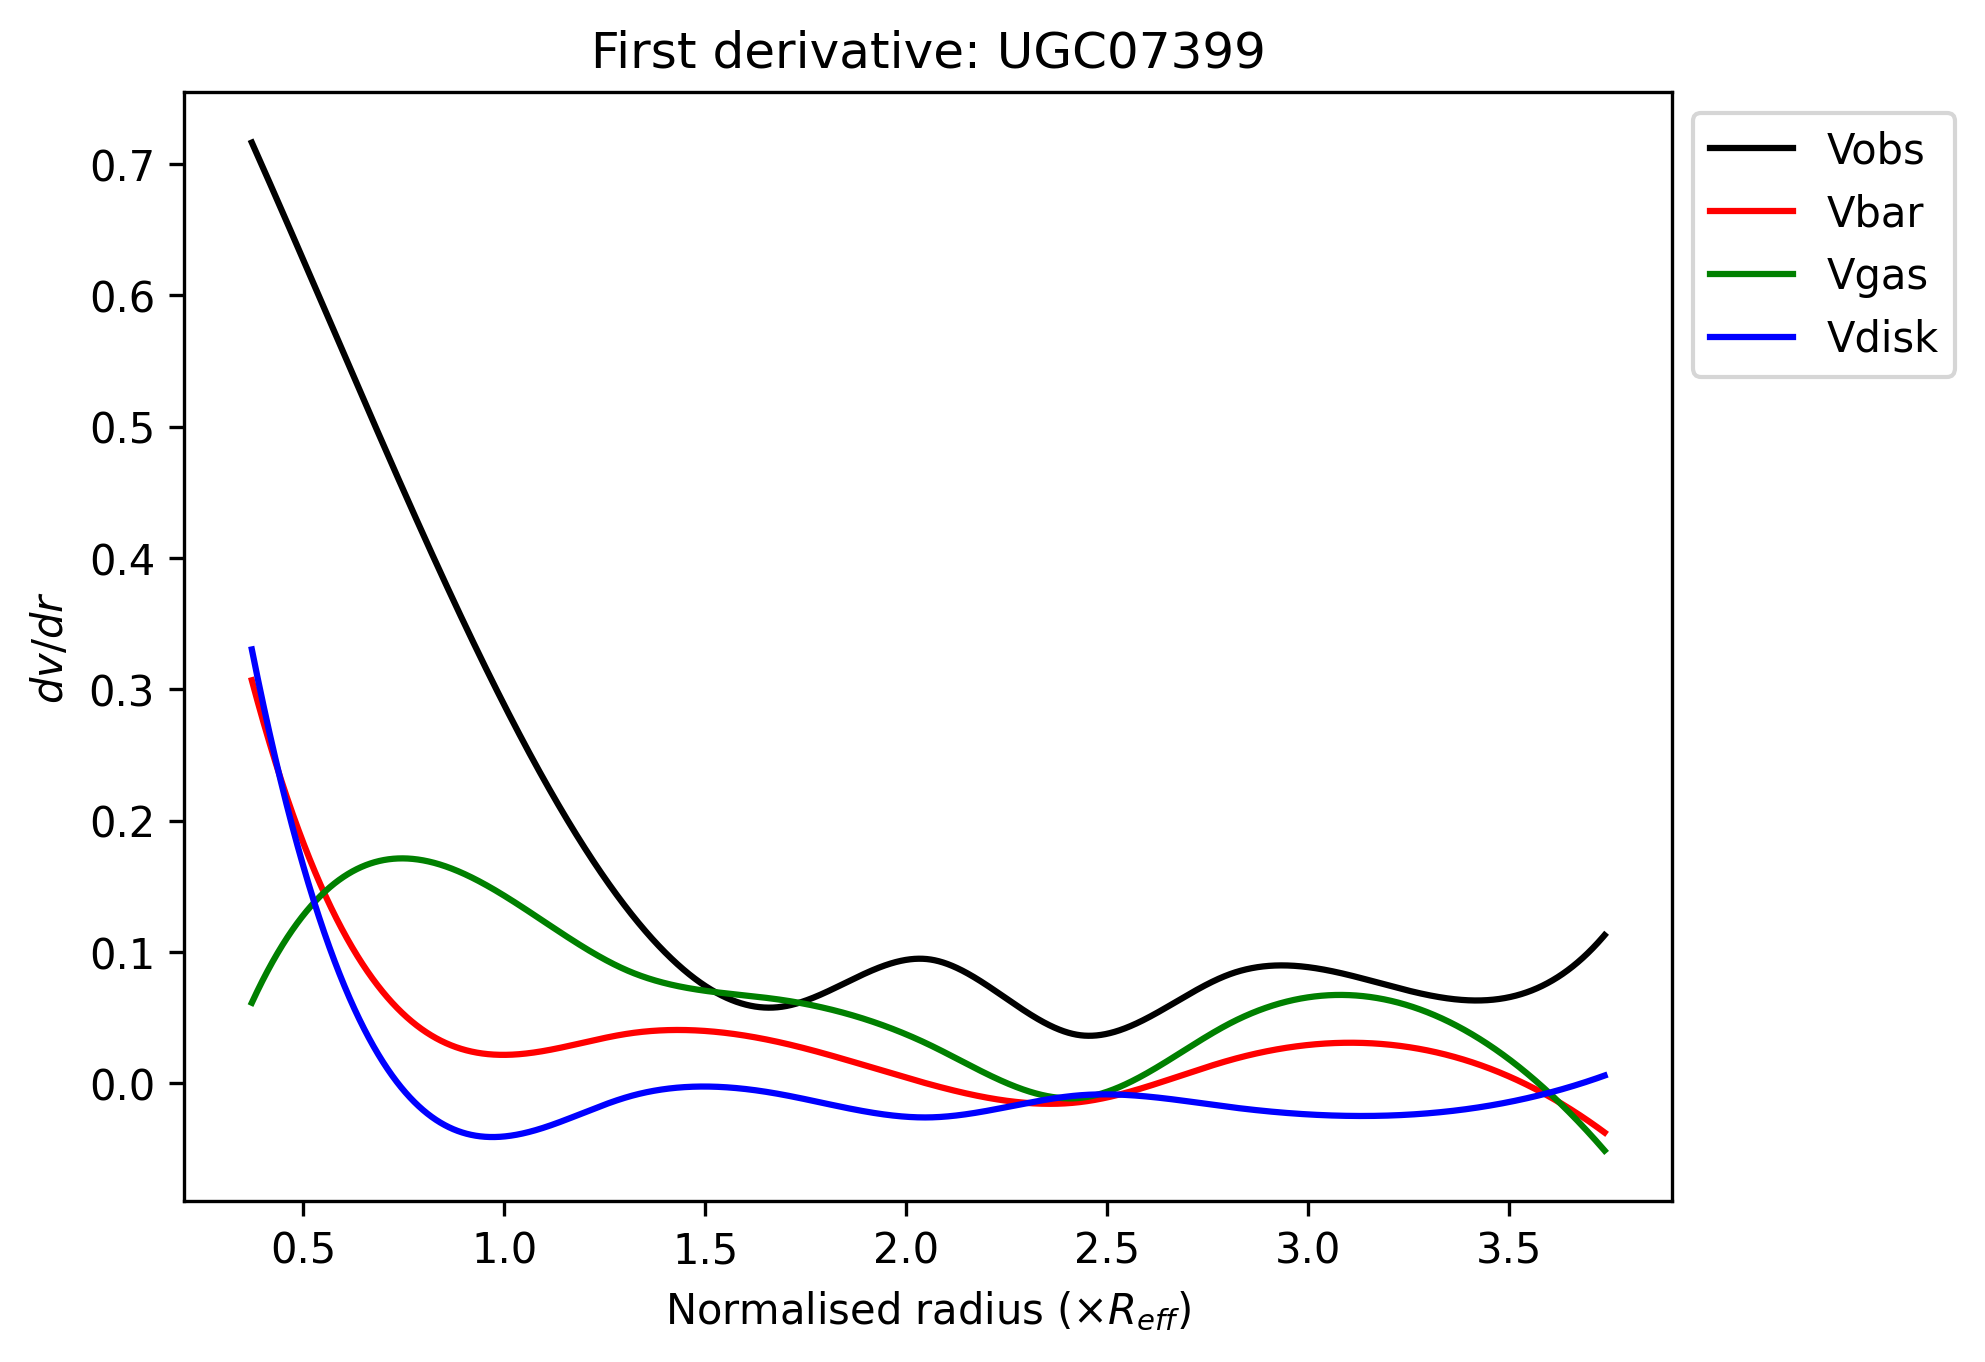 First derivative: UGC07399
Vobs
Vbar
Vgas
Vdisk
0.7
0.6
0.5
0.4
0.3
0.2
0.1
0.0
dv/dr
0.5 1.0 1.5 2.0 2.5 3.0 3.5
Normalised radius (×R_eff)